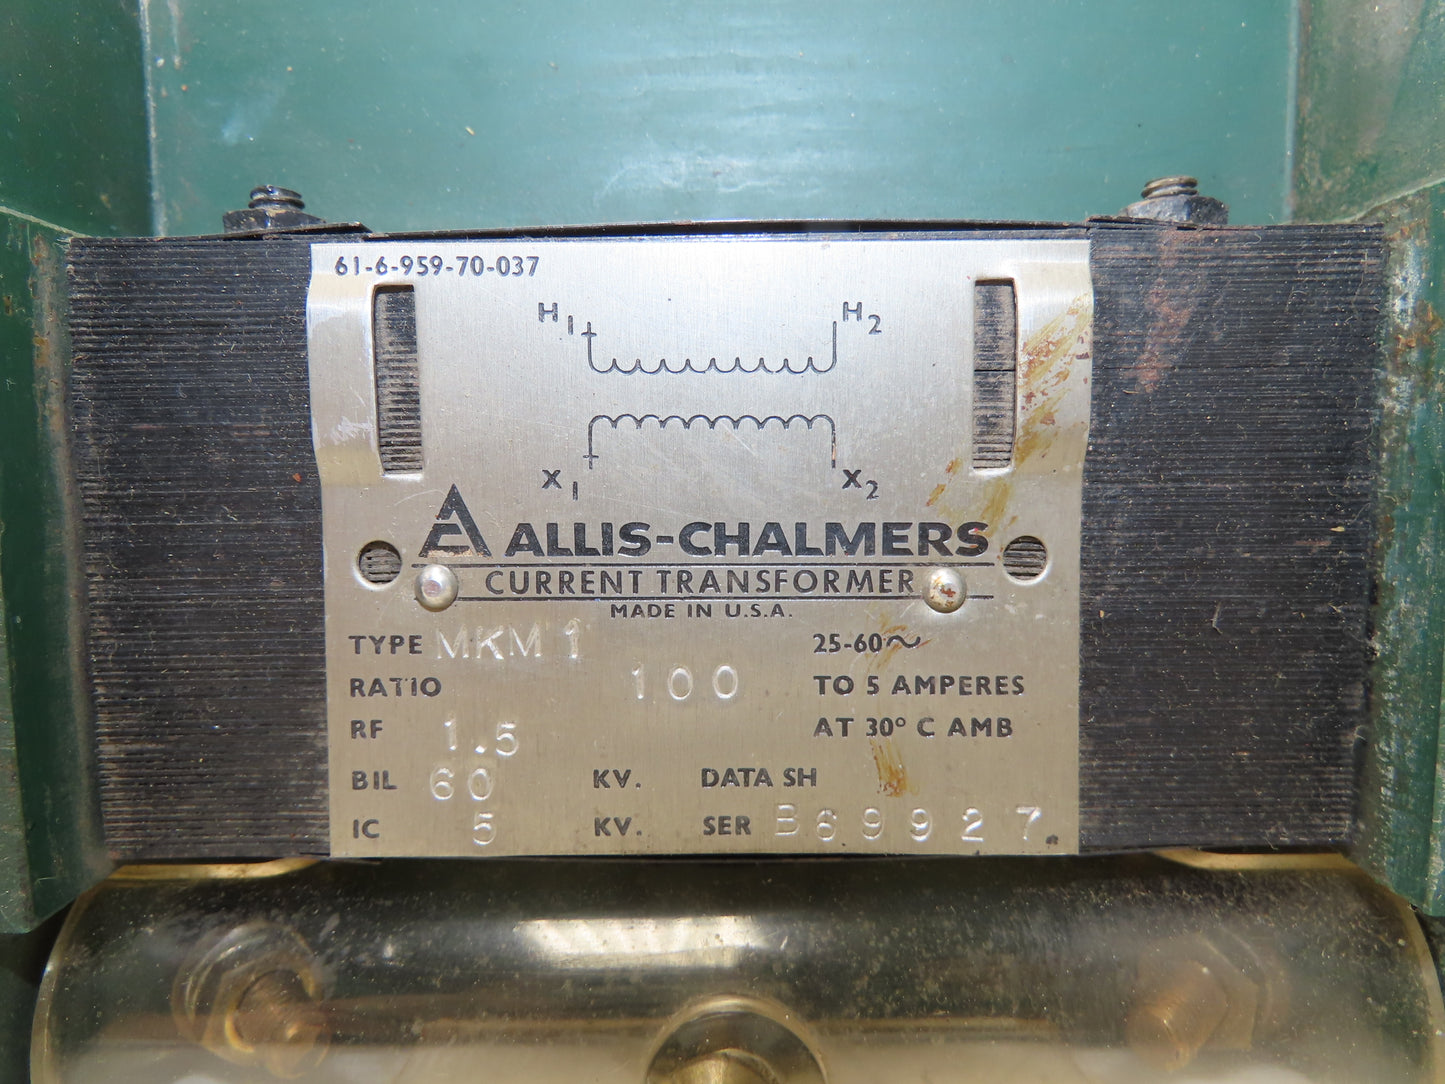 61-6-959-70-037
H1 H2
X1 X2
ALLIS-CHALMERS
CURRENT TRANSFORMER
MADE IN U.S.A.
TYPE MKM1 25-60~
RATIO 100 TO 5 AMPERES
RF 1.5 AT 30° C AMB
BIL 60 KV. DATA SH
IC 5 KV. SER B69927.